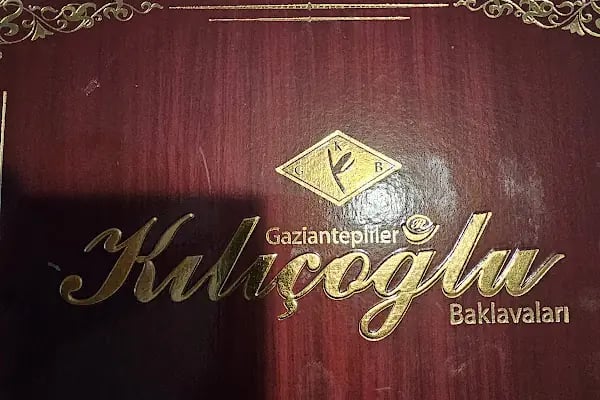 G K B
Gaziantepliler
Kılıçoğlu
Baklavaları